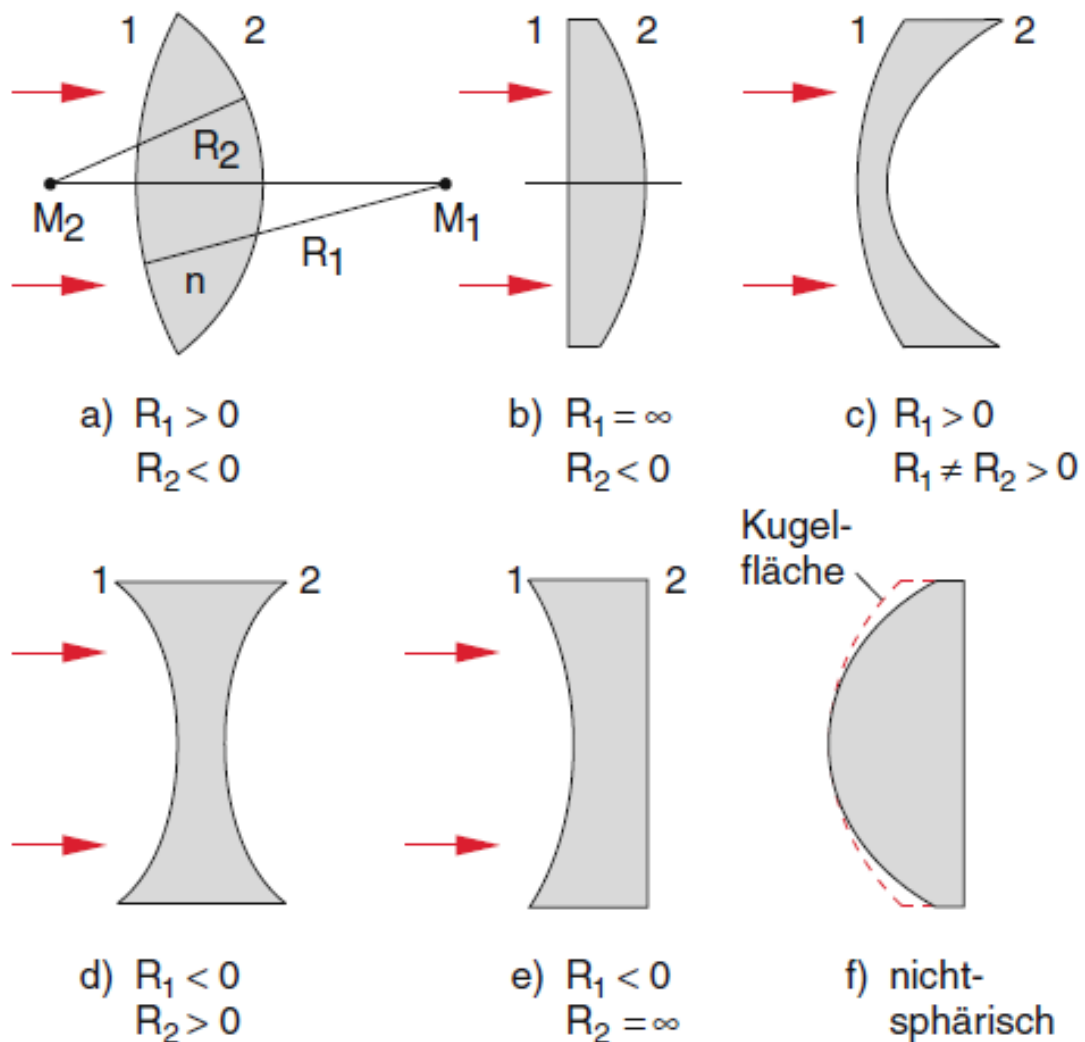 1 2
R₂
M₂ M₁
R₁
n
a) R₁ > 0
R₂ < 0
1 2
b) R₁ = ∞
R₂ < 0
1 2
c) R₁ > 0
R₁ ≠ R₂ > 0
1 2
d) R₁ < 0
R₂ > 0
1 2
e) R₁ < 0
R₂ = ∞
Kugel-
fläche
f) nicht-
sphärisch